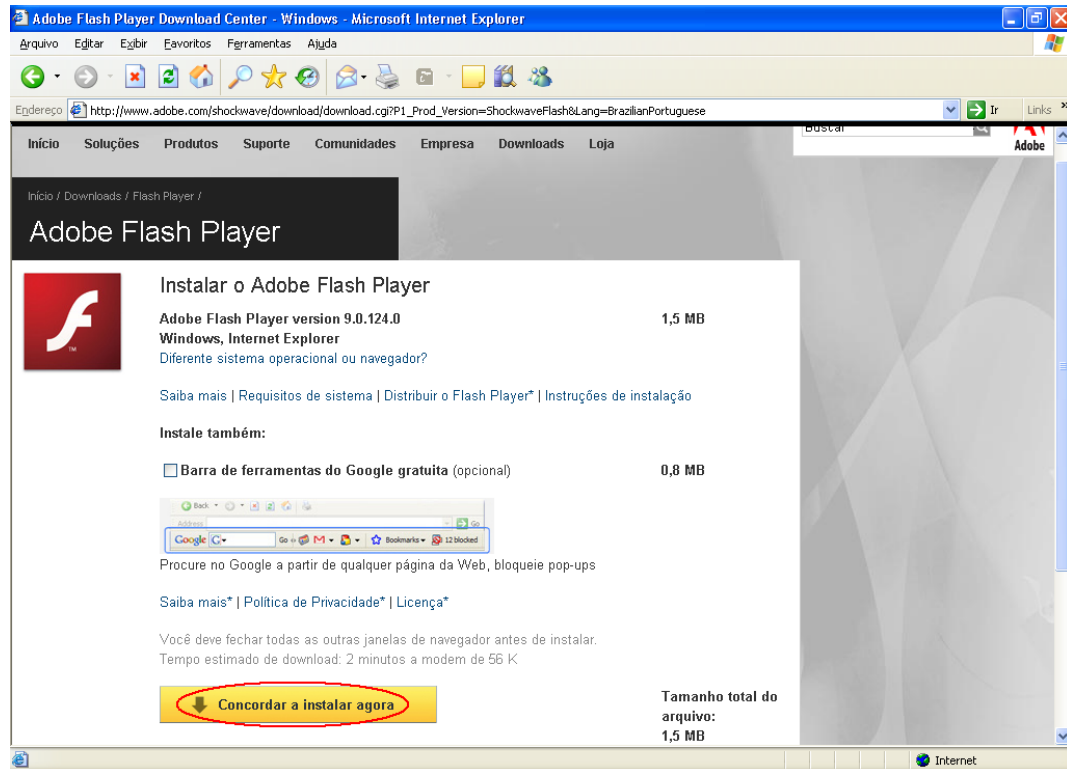 Adobe Flash Player Download Center - Windows - Microsoft Internet Explorer
Arquivo Editar Exibir Favoritos Ferramentas Ajuda
Endereço http://www.adobe.com/shockwave/download/download.cgi?P1_Prod_Version=ShockwaveFlash&Lang=BrazilianPortuguese Ir Links »
Buscar
Início Soluções Produtos Suporte Comunidades Empresa Downloads Loja Adobe
Início / Downloads / Flash Player /
Adobe Flash Player
Instalar o Adobe Flash Player
Adobe Flash Player version 9.0.124.0 1,5 MB
Windows, Internet Explorer
Diferente sistema operacional ou navegador?
Saiba mais | Requisitos de sistema | Distribuir o Flash Player* | Instruções de instalação
Instale também:
Barra de ferramentas do Google gratuita (opcional) 0,8 MB
Back
Address Go
Google G Go Bookmarks 12 blocked
Procure no Google a partir de qualquer página da Web, bloqueie pop-ups
Saiba mais* | Política de Privacidade* | Licença*
Você deve fechar todas as outras janelas de navegador antes de instalar.
Tempo estimado de download: 2 minutos a modem de 56 K
Concordar a instalar agora
Tamanho total do
arquivo:
1,5 MB
Internet